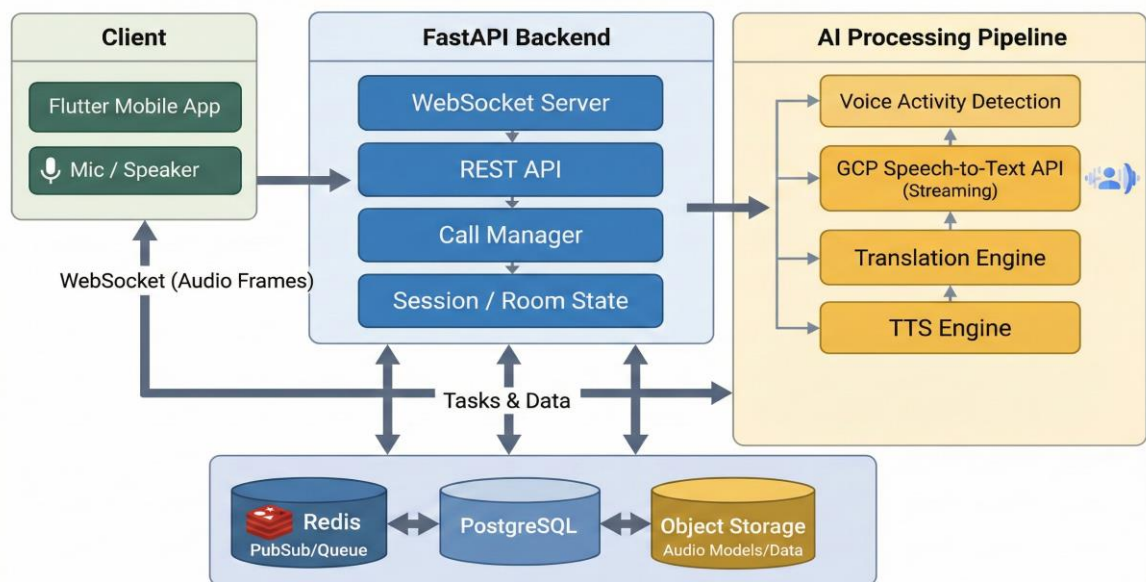 Client
Flutter Mobile App
Mic / Speaker
WebSocket (Audio Frames)
FastAPI Backend
WebSocket Server
REST API
Call Manager
Session / Room State
AI Processing Pipeline
Voice Activity Detection
GCP Speech-to-Text API
(Streaming)
Translation Engine
TTS Engine
Tasks & Data
Redis
PubSub/Queue
PostgreSQL
Object Storage
Audio Models/Data